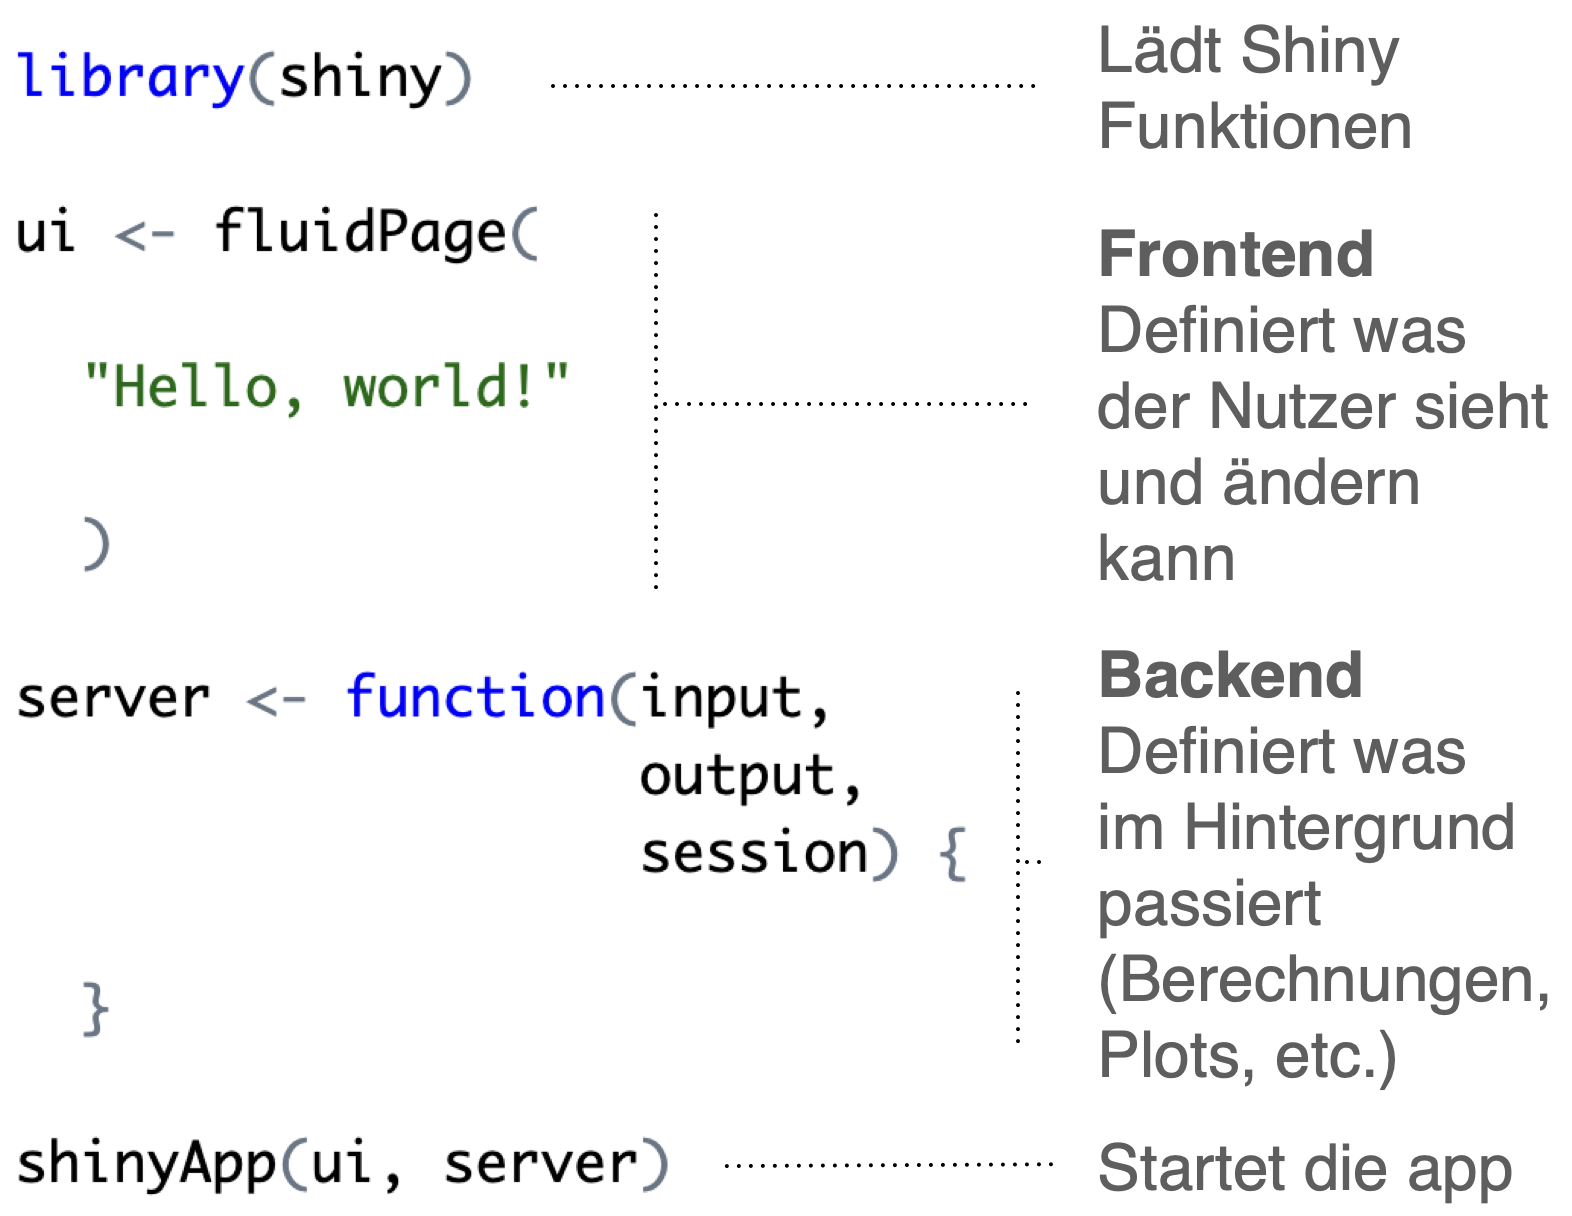 library(shiny)
Lädt Shiny
Funktionen
ui <- fluidPage(
"Hello, world!"
)
Frontend
Definiert was
der Nutzer sieht
und ändern
kann
server <- function(input,
output,
session) {
}
Backend
Definiert was
im Hintergrund
passiert
(Berechnungen,
Plots, etc.)
shinyApp(ui, server)
Startet die app